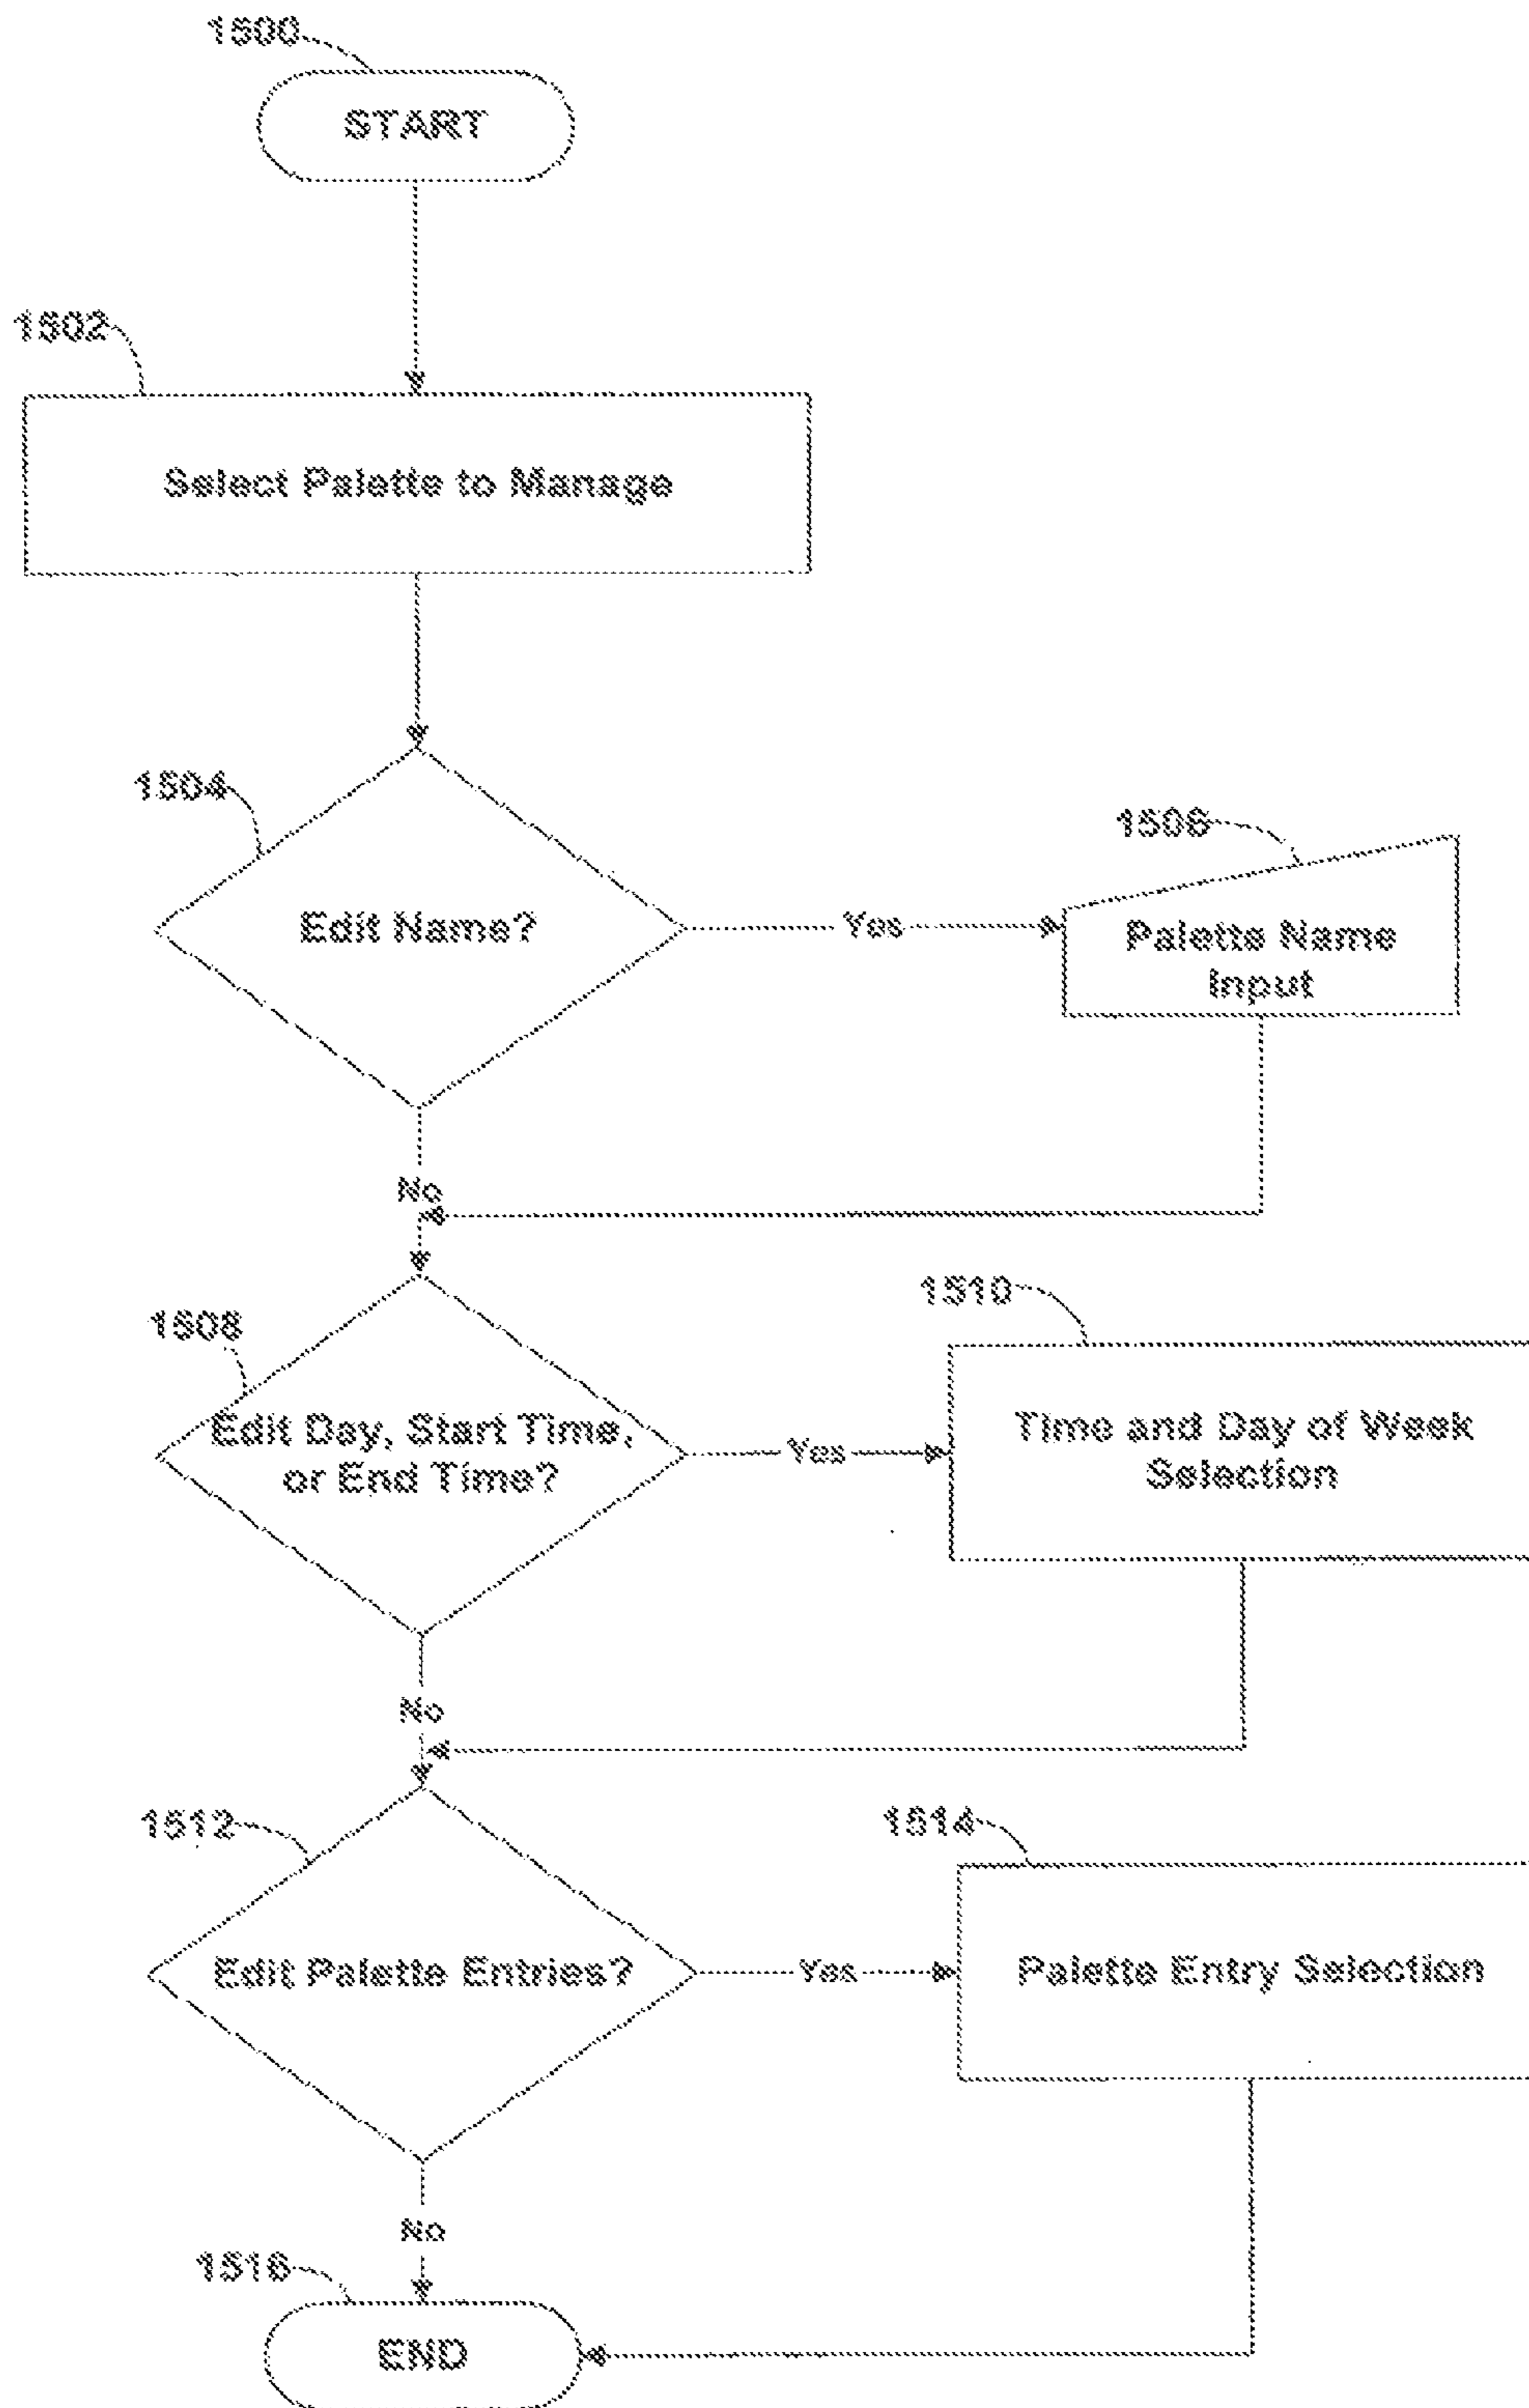 1500
START
1502
Select Palette to Manage
1504
Edit Name?
Yes
1506
Palette Name
Input
No
1508
Edit Day, Start Time,
or End Time?
Yes
1510
Time and Day of Week
Selection
No
1512
Edit Palette Entries?
Yes
1514
Palette Entry Selection
No
1516
END